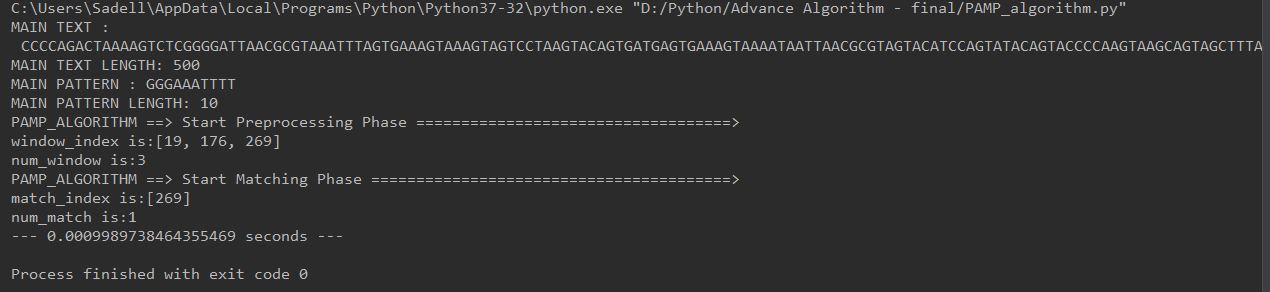 C:\Users\Sadell\AppData\Local\Programs\Python\Python37-32\python.exe "D:/Python/Advance Algorithm - final/PAMP_algorithm.py"
MAIN TEXT :
CCCCAGACTAAAAGTCTCGGGGATTAACGCGTAAATTTAGTGAAAGTAAAGTAGTCCTAAGTACAGTGATGAGTGAAAGTAAAATAATTAACGCGTAGTACATCCAGTATACAGTACCCCAAGTAAGCAGTAGCTTTA
MAIN TEXT LENGTH: 500
MAIN PATTERN : GGGAAATTTT
MAIN PATTERN LENGTH: 10
PAMP_ALGORITHM ==> Start Preprocessing Phase ===================================>
window_index is:[19, 176, 269]
num_window is:3
PAMP_ALGORITHM ==> Start Matching Phase ========================================>
match_index is:[269]
num_match is:1
--- 0.0009989738464355469 seconds ---
Process finished with exit code 0